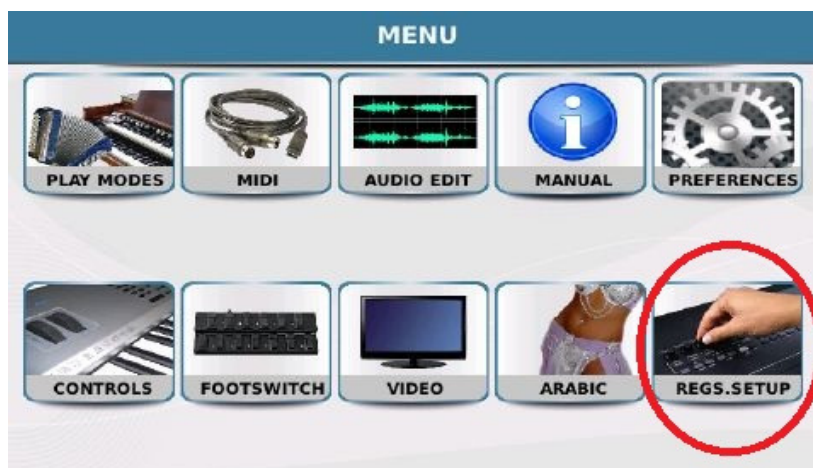 MENU
PLAY MODES
MIDI
AUDIO EDIT
MANUAL
PREFERENCES
CONTROLS
FOOTSWITCH
VIDEO
ARABIC
REGS.SETUP